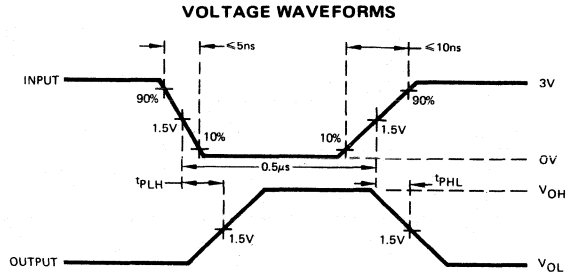 VOLTAGE WAVEFORMS
≤5ns
≤10ns
INPUT
3V
90%
90%
1.5V
1.5V
10%
10%
0V
0.5μs
tPLH
tPHL
VOH
1.5V
1.5V
OUTPUT
VOL